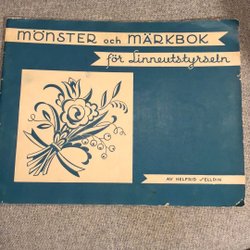 MÖNSTER och MÄRKBOK
för Linneutstyrseln
AV HELFRID SELLDIN